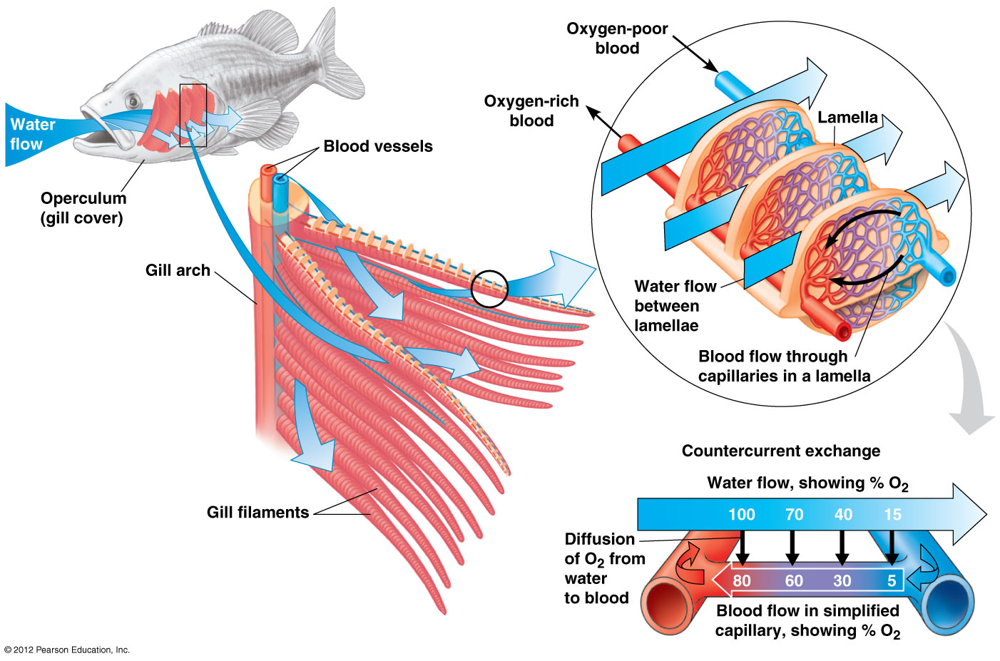 Water
flow
Operculum
(gill cover)
Blood vessels
Gill arch
Gill filaments
Oxygen-poor
blood
Oxygen-rich
blood
Lamella
Water flow
between
lamellae
Blood flow through
capillaries in a lamella
Countercurrent exchange
Water flow, showing % O₂
100 70 40 15
Diffusion
of O₂ from
water
to blood
80 60 30 5
Blood flow in simplified
capillary, showing % O₂
© 2012 Pearson Education, Inc.